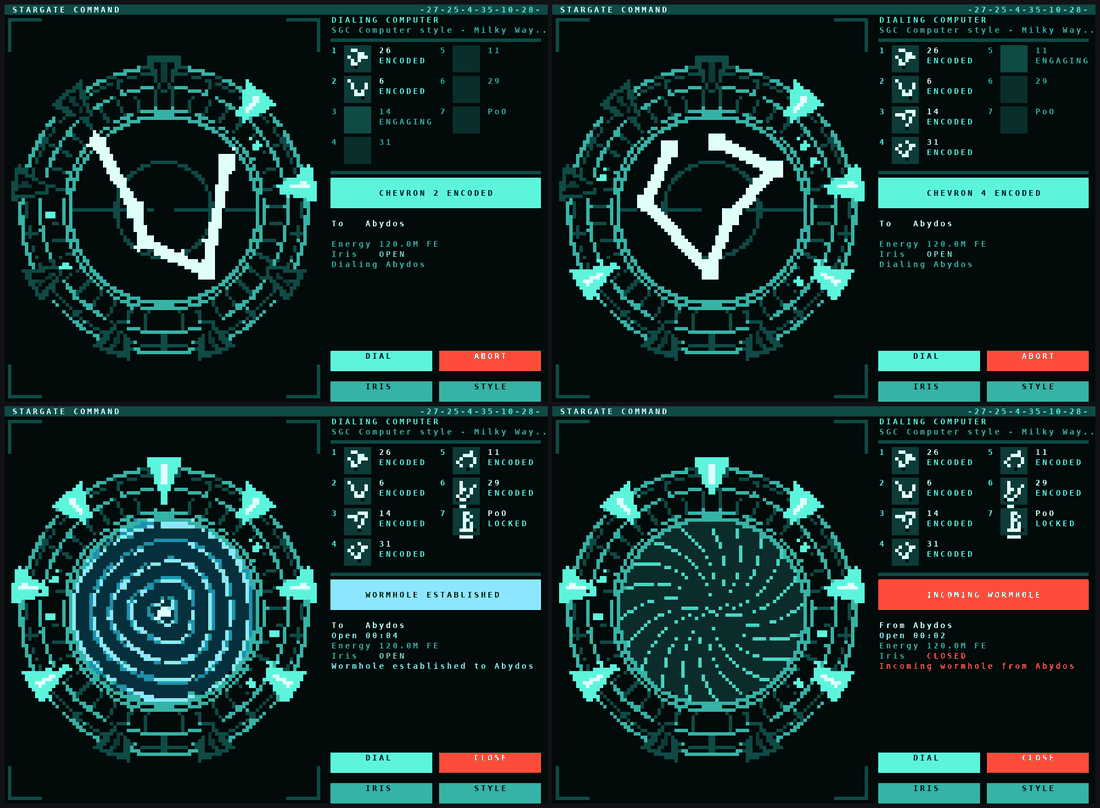 STARGATE COMMAND -27-25-4-35-10-28-
DIALING COMPUTER
SGC Computer style - Milky Way..
1 26 ENCODED 5 11
2 6 ENCODED 6 29
3 14 ENGAGING 7 PoO
4 31
CHEVRON 2 ENCODED
To Abydos
Energy 120.0M FE
Iris OPEN
Dialing Abydos
DIAL ABORT
IRIS STYLE
STARGATE COMMAND -27-25-4-35-10-28-
DIALING COMPUTER
SGC Computer style - Milky Way..
1 26 ENCODED 5 11 ENGAGING
2 6 ENCODED 6 29
3 14 ENCODED 7 PoO
4 31 ENCODED
CHEVRON 4 ENCODED
To Abydos
Energy 120.0M FE
Iris OPEN
Dialing Abydos
DIAL ABORT
IRIS STYLE
STARGATE COMMAND -27-25-4-35-10-28-
DIALING COMPUTER
SGC Computer style - Milky Way..
1 26 ENCODED 5 11 ENCODED
2 6 ENCODED 6 29 ENCODED
3 14 ENCODED 7 PoO LOCKED
4 31 ENCODED
WORMHOLE ESTABLISHED
To Abydos
Open 00:04
Energy 120.0M FE
Iris OPEN
Wormhole established to Abydos
DIAL CLOSE
IRIS STYLE
STARGATE COMMAND -27-25-4-35-10-28-
DIALING COMPUTER
SGC Computer style - Milky Way..
1 26 ENCODED 5 11 ENCODED
2 6 ENCODED 6 29 ENCODED
3 14 ENCODED 7 PoO LOCKED
4 31 ENCODED
INCOMING WORMHOLE
From Abydos
Open 00:02
Energy 120.0M FE
Iris CLOSED
Incoming wormhole from Abydos
DIAL CLOSE
IRIS STYLE